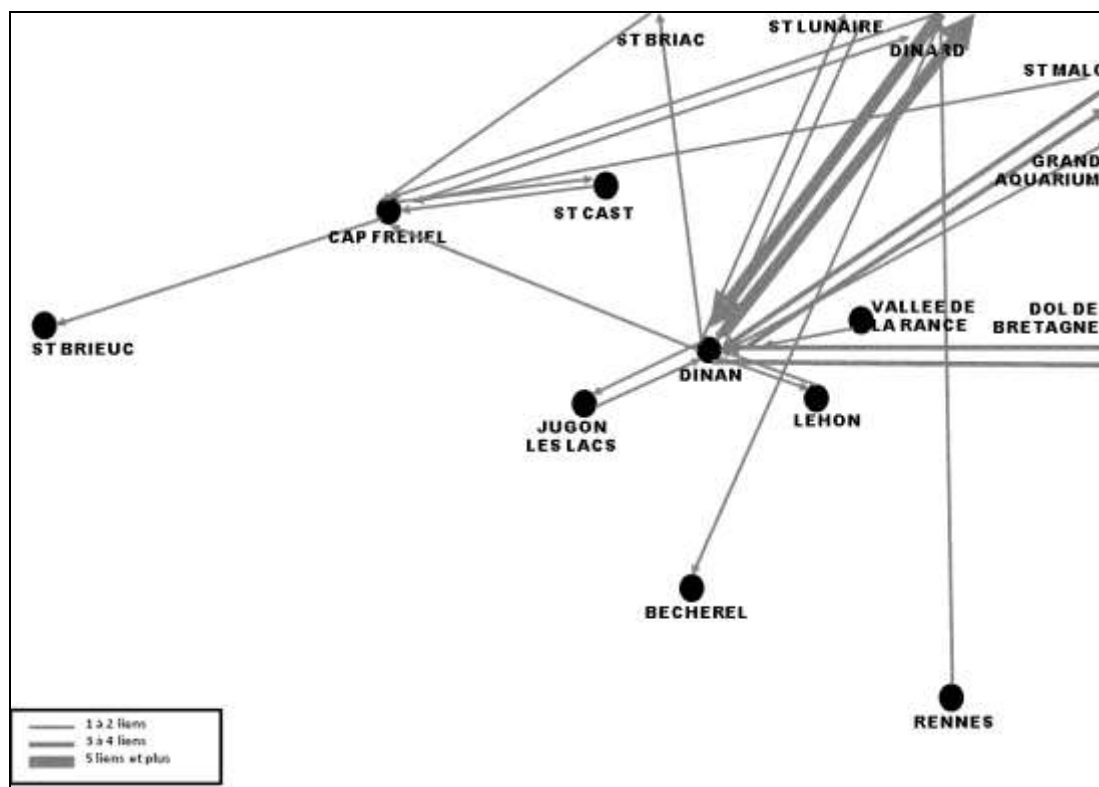 ST LUNAIRE
ST BRIAC
DINARD
ST MALO
GRAND
AQUARIUM
ST CAST
CAP FREHEL
VALLEE DE
LA RANCE
DOL DE
BRETAGNE
ST BRIEUC
DINAN
JUGON
LES LACS
LEHON
BECHEREL
RENNES
1 à 2 liens
3 à 4 liens
5 liens et plus